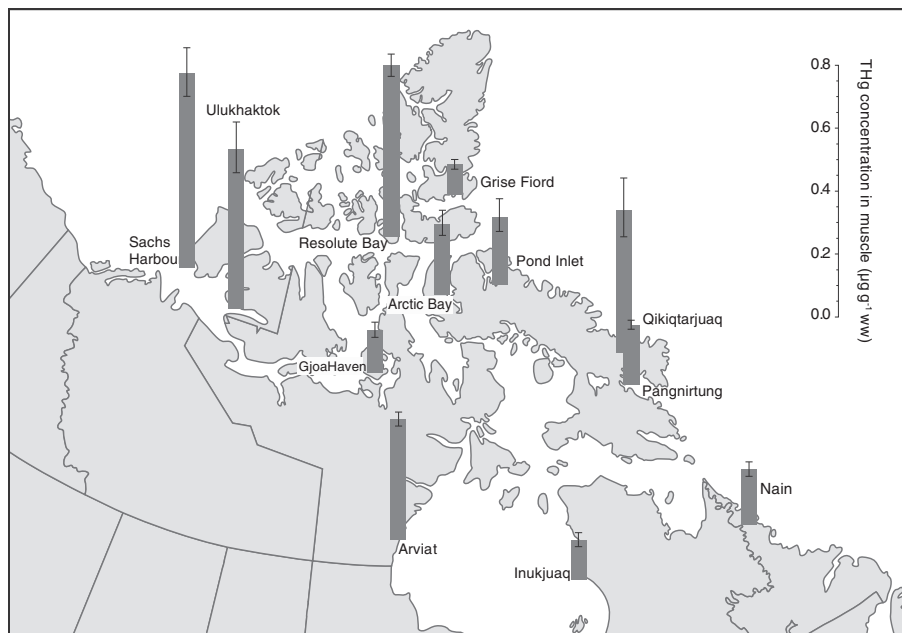 Ulukhaktok
Sachs
Harbou
Resolute Bay
Grise Fiord
Pond Inlet
Arctic Bay
GjoaHaven
Qikiqtarjuaq
Pangnirtung
Arviat
Inukjuaq
Nain
0.8
0.6
0.4
0.2
0.0
THg concentration in muscle (µg g⁻¹ ww)